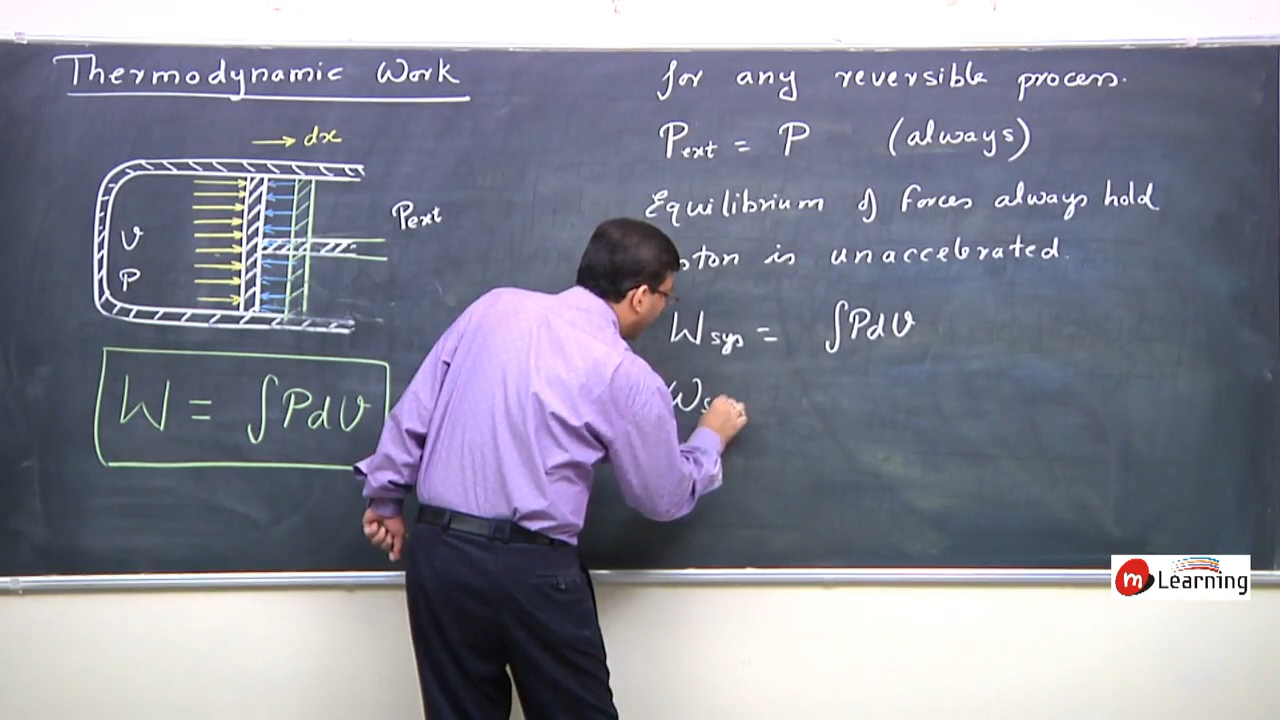 Thermodynamic Work
dx
Pext
V
P
W = ∫PdV
for any reversible process.
Pext = P (always)
Equilibrium of forces always hold
is unaccelerated.
Wsys = ∫PdV
m Learning